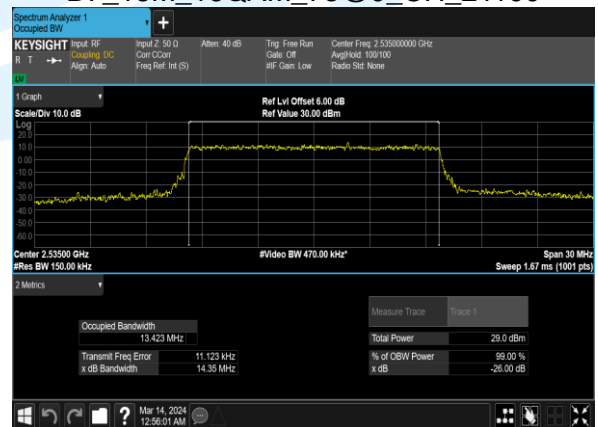 Spectrum Analyzer 1
Occupied BW
+
KEYSIGHT
R T
LV
Input: RF
Coupling: DC
Align: Auto
Input Z: 50 Ω
Corr CCorr
Freq Ref: Int (S)
Atten: 40 dB
Trig: Free Run
Gate: Off
#IF Gain: Low
Center Freq: 2.535000000 GHz
Avg|Hold: 100/100
Radio Std: None
1 Graph
Scale/Div 10.0 dB
Ref Lvl Offset 6.00 dB
Ref Value 30.00 dBm
Log
20.0
10.0
0.00
-10.0
-20.0
-30.0
-40.0
-50.0
-60.0
Center 2.53500 GHz
#Video BW 470.00 kHz*
Span 30 MHz
#Res BW 150.00 kHz
Sweep 1.67 ms (1001 pts)
2 Metrics
Measure Trace Trace 1
Occupied Bandwidth
13.423 MHz
Total Power 29.0 dBm
Transmit Freq Error 11.123 kHz
% of OBW Power 99.00 %
x dB Bandwidth 14.35 MHz
x dB -26.00 dB
?
Mar 14, 2024
12:56:01 AM